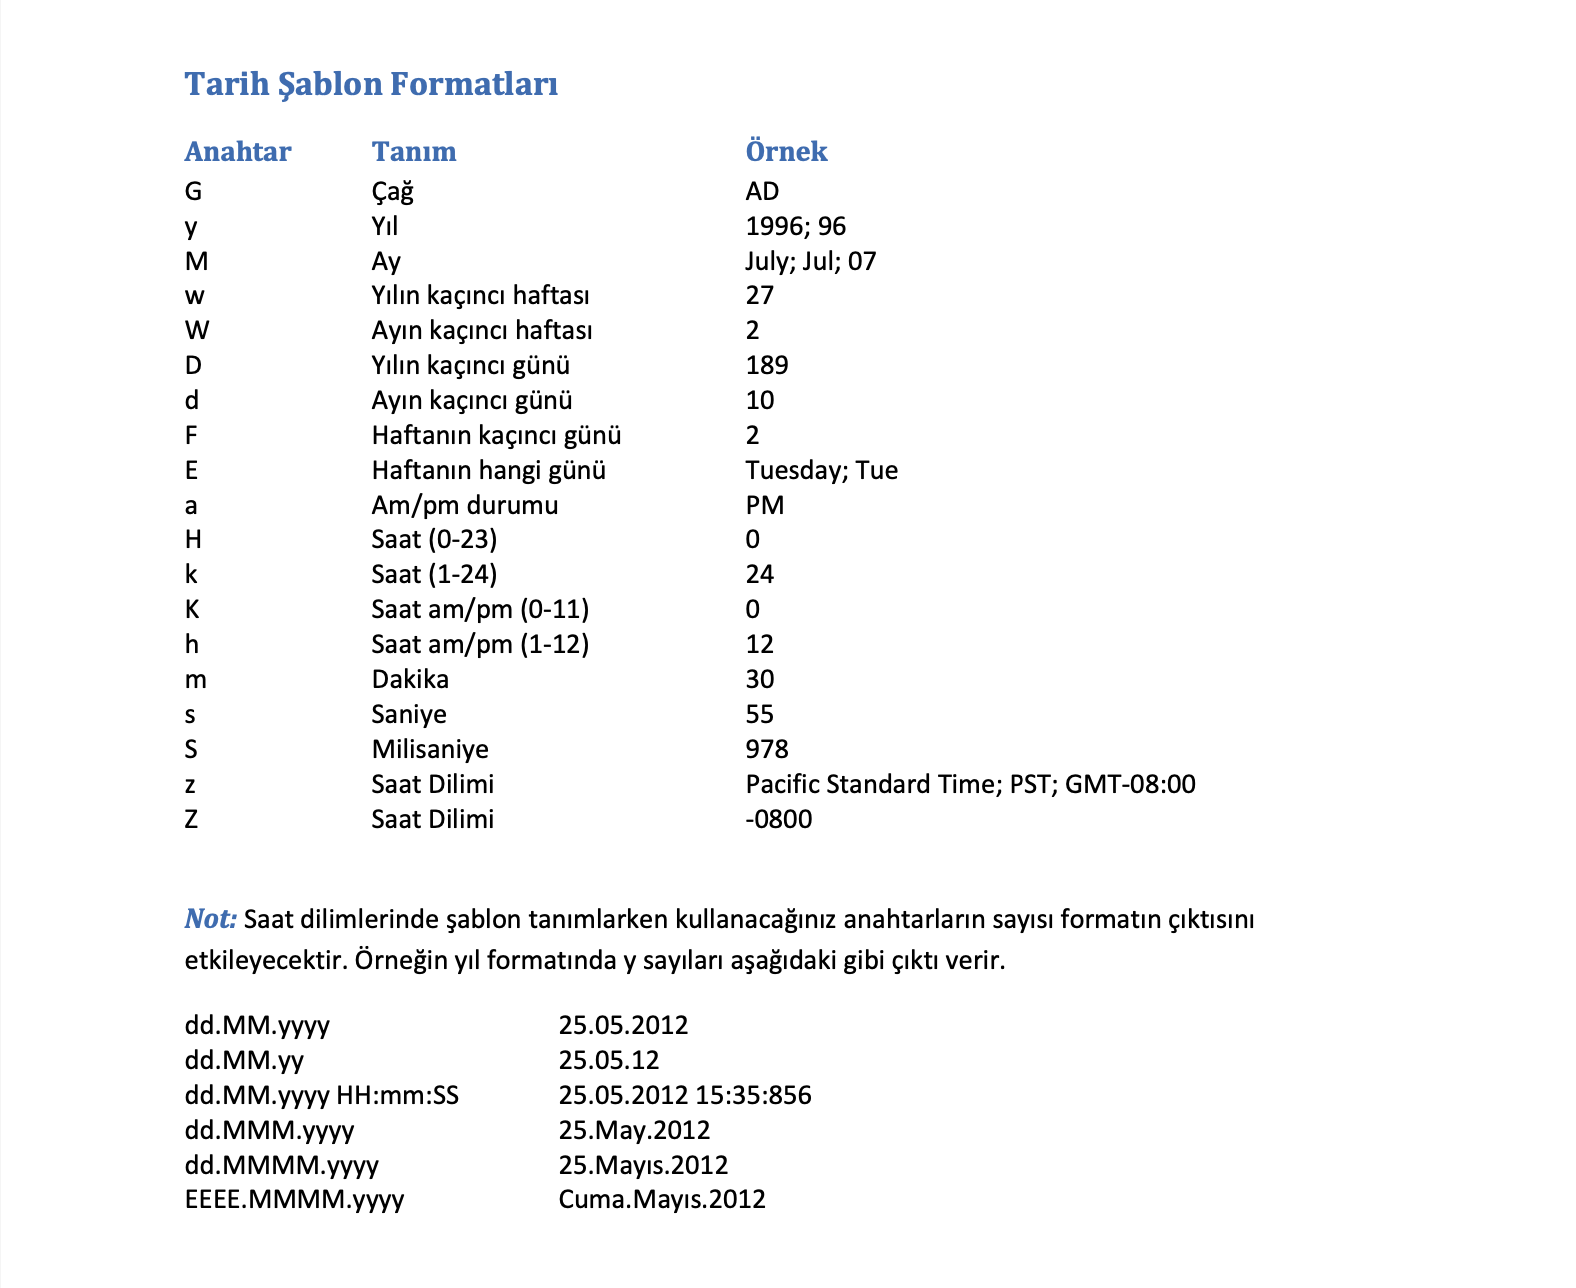 Tarih Şablon Formatları
Anahtar Tanım Örnek
G Çağ AD
y Yıl 1996; 96
M Ay July; Jul; 07
w Yılın kaçıncı haftası 27
W Ayın kaçıncı haftası 2
D Yılın kaçıncı günü 189
d Ayın kaçıncı günü 10
F Haftanın kaçıncı günü 2
E Haftanın hangi günü Tuesday; Tue
a Am/pm durumu PM
H Saat (0-23) 0
k Saat (1-24) 24
K Saat am/pm (0-11) 0
h Saat am/pm (1-12) 12
m Dakika 30
s Saniye 55
S Milisaniye 978
z Saat Dilimi Pacific Standard Time; PST; GMT-08:00
Z Saat Dilimi -0800
Not: Saat dilimlerinde şablon tanımlarken kullanacağınız anahtarların sayısı formatın çıktısını
etkileyecektir. Örneğin yıl formatında y sayıları aşağıdaki gibi çıktı verir.
dd.MM.yyyy 25.05.2012
dd.MM.yy 25.05.12
dd.MM.yyyy HH:mm:SS 25.05.2012 15:35:856
dd.MMM.yyyy 25.May.2012
dd.MMMM.yyyy 25.Mayıs.2012
EEEE.MMMM.yyyy Cuma.Mayıs.2012